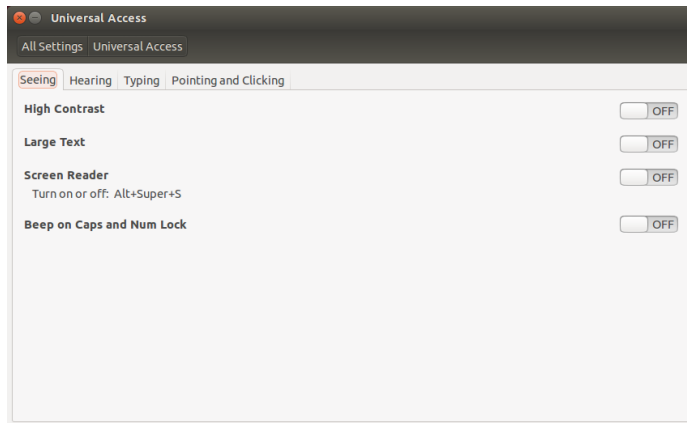 Universal Access
All Settings Universal Access
Seeing Hearing Typing Pointing and Clicking
High Contrast OFF
Large Text OFF
Screen Reader OFF
Turn on or off: Alt+Super+S
Beep on Caps and Num Lock OFF